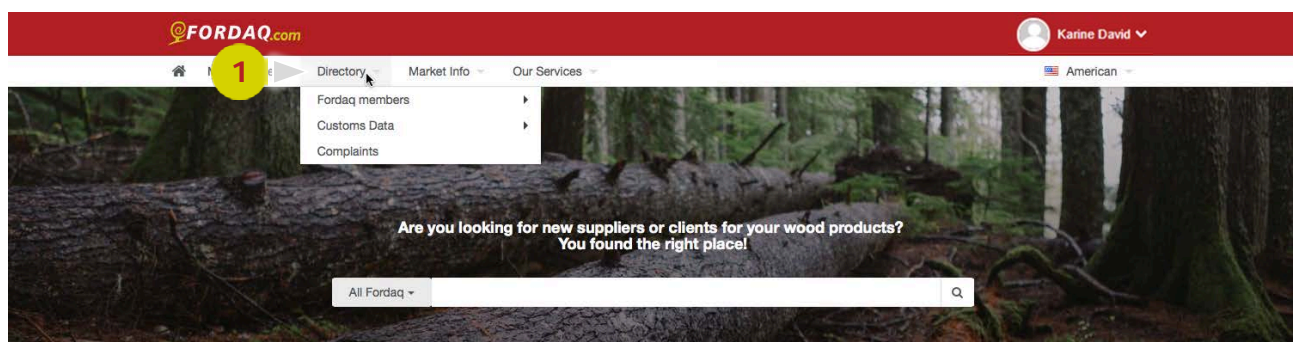 FORDAQ.com
Karine David
1
Directory
Market Info
Our Services
American
Fordaq members
Customs Data
Complaints
Are you looking for new suppliers or clients for your wood products?
You found the right place!
All Fordaq